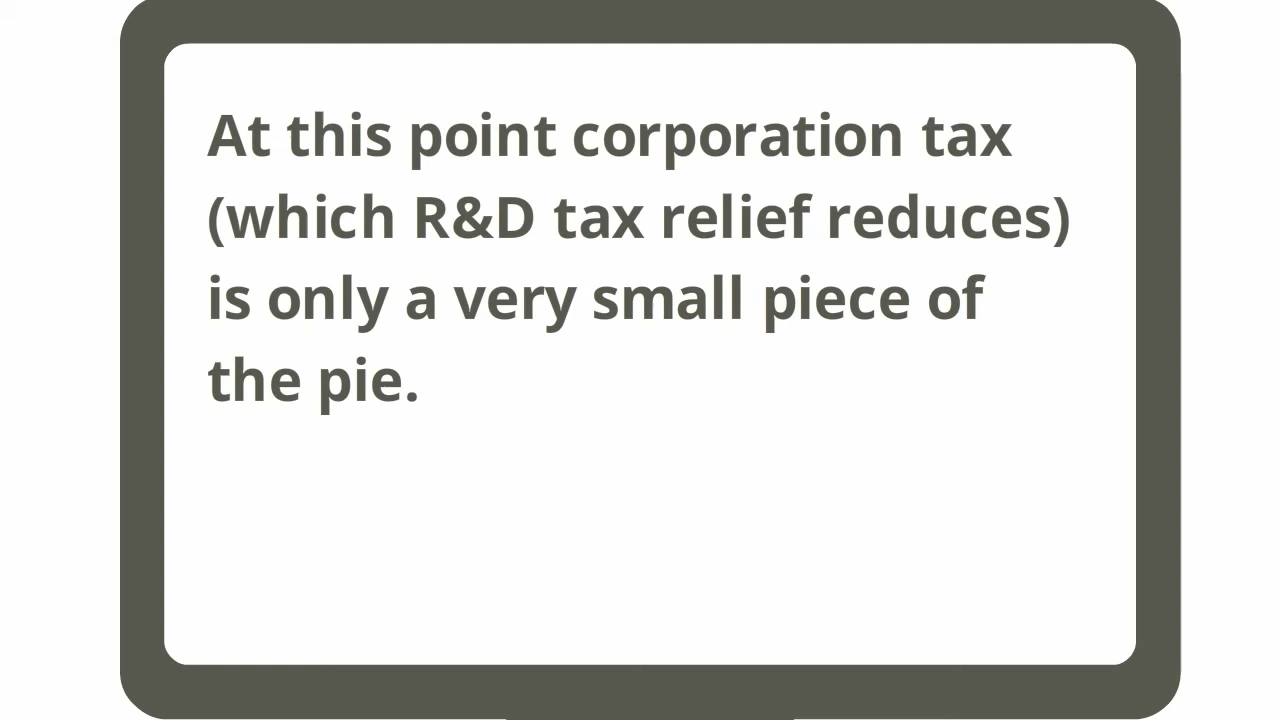 At this point corporation tax
(which R&D tax relief reduces)
is only a very small piece of
the pie.